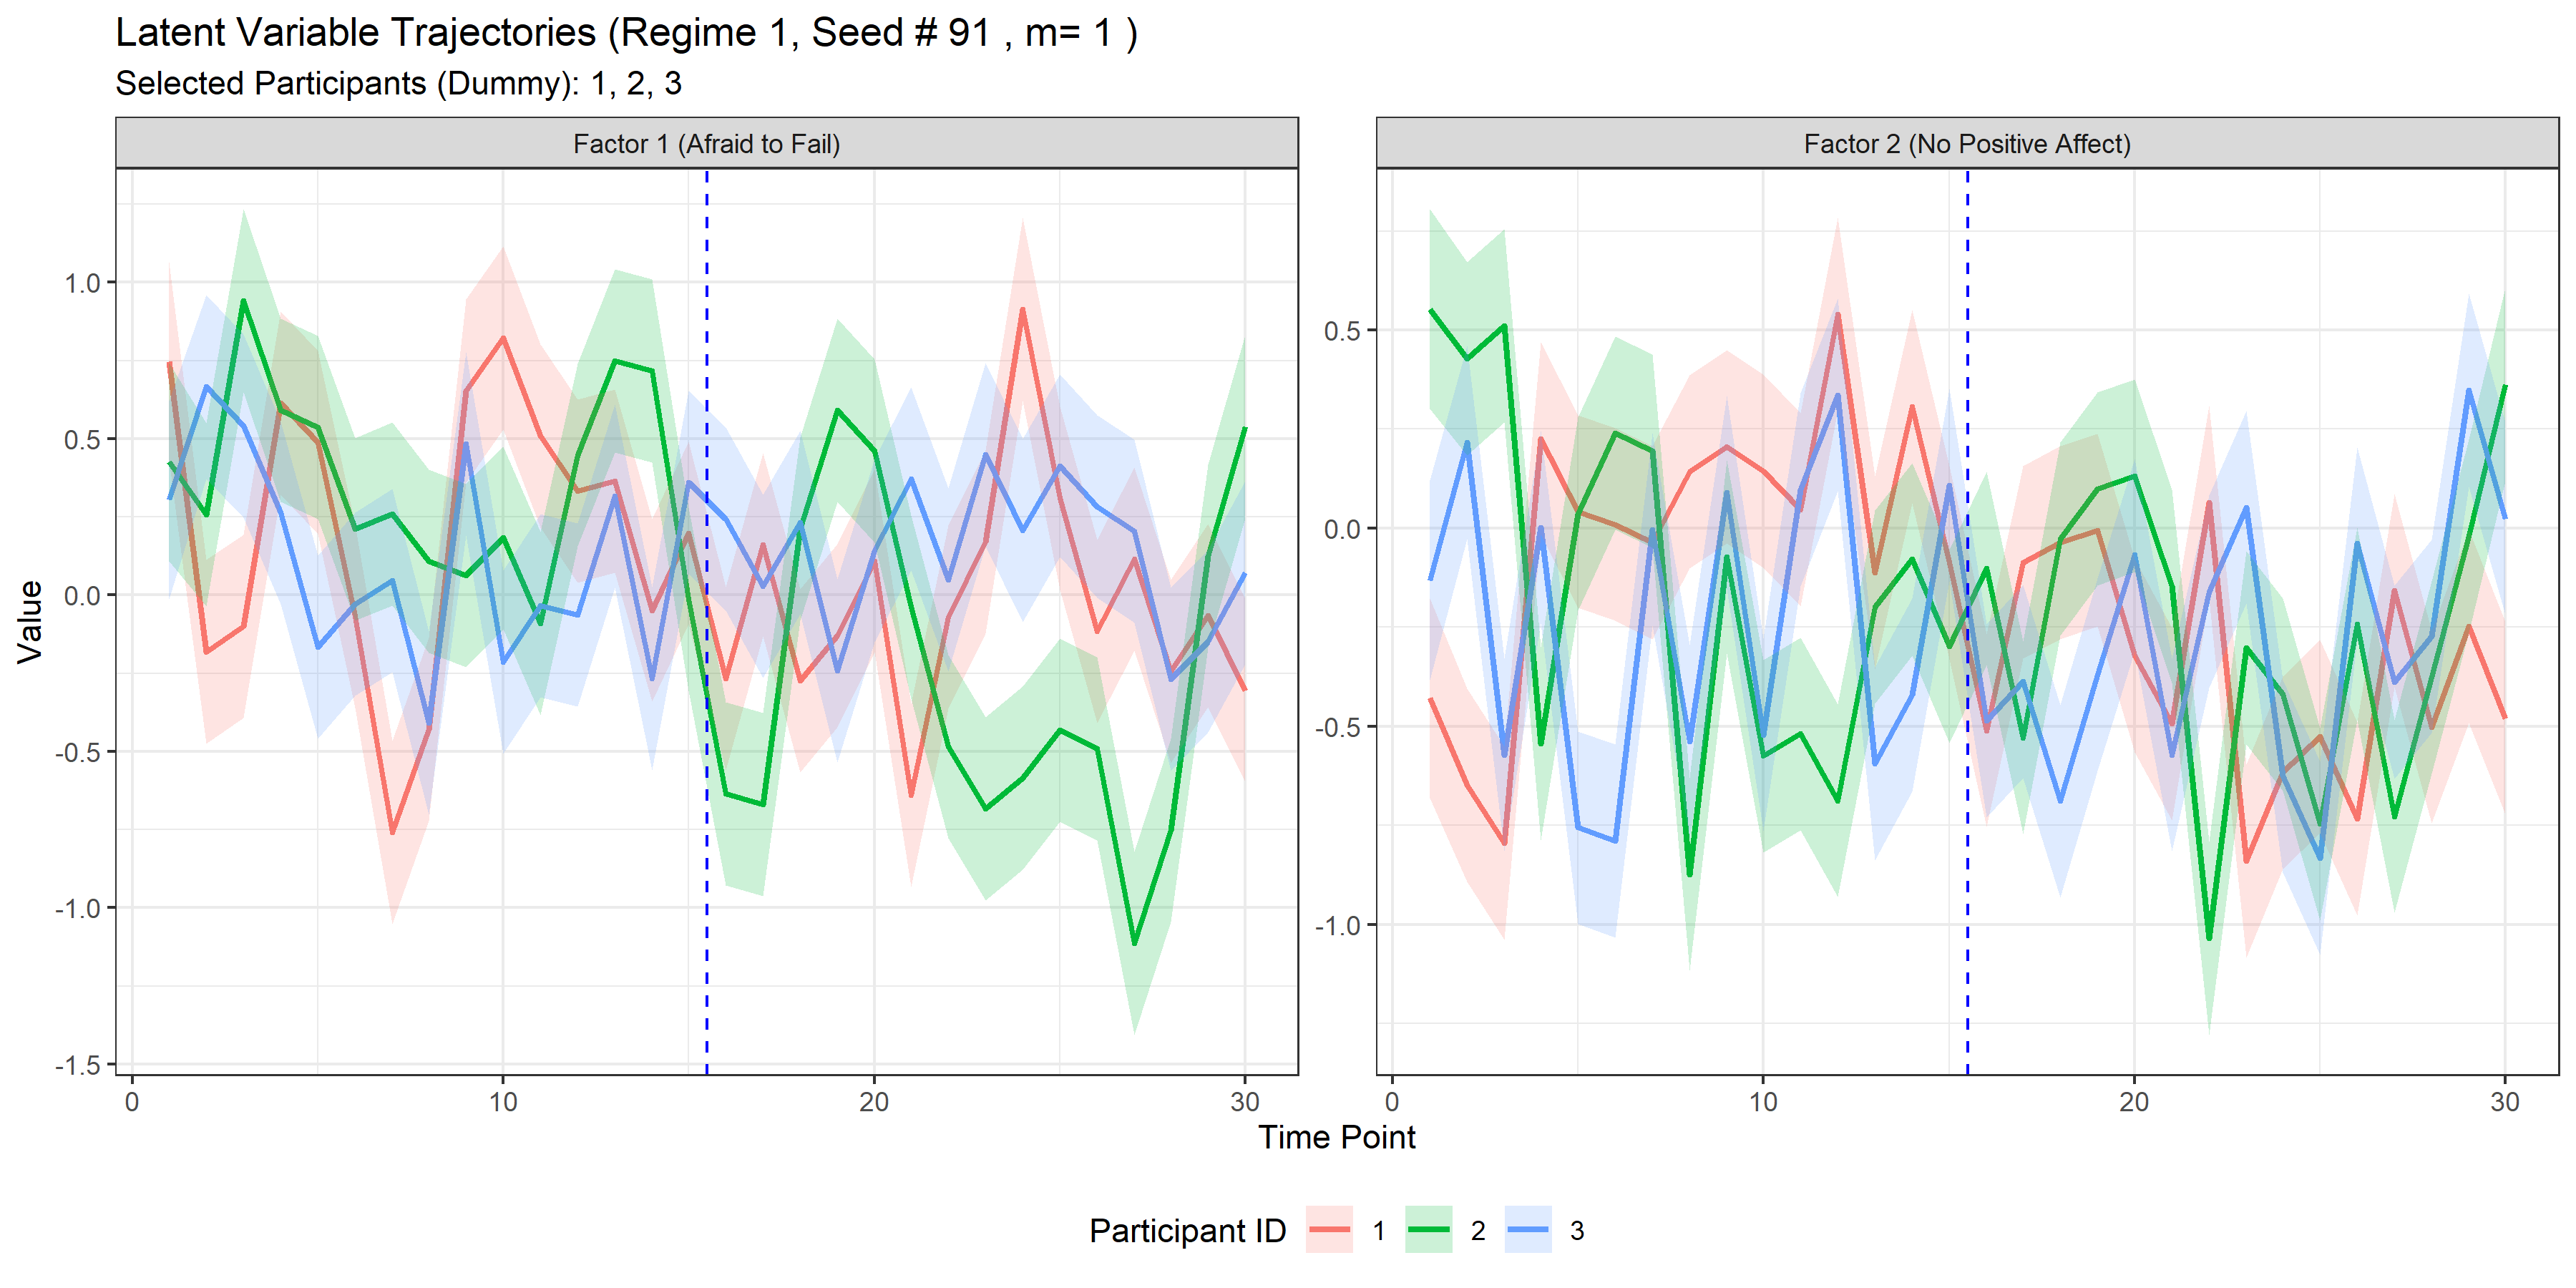 Latent Variable Trajectories (Regime 1, Seed # 91 , m= 1 )
Selected Participants (Dummy): 1, 2, 3
Factor 1 (Afraid to Fail)
Factor 2 (No Positive Affect)
Value
1.0
0.5
0.0
-0.5
-1.0
-1.5
0.5
0.0
-0.5
-1.0
0 10 20 30
0 10 20 30
Time Point
Participant ID 1 2 3